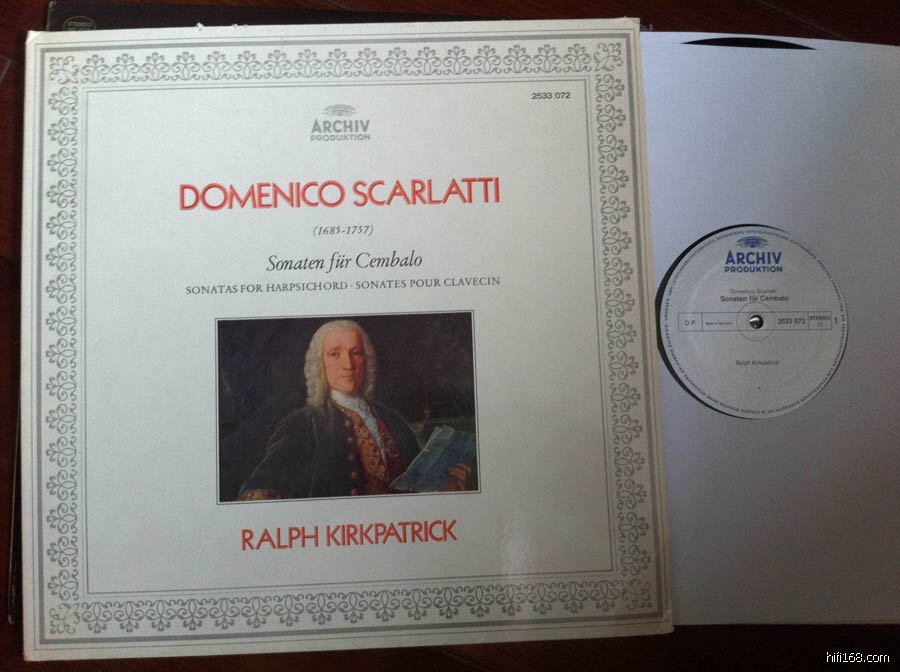 STEREO
2533 072
ARCHIV
PRODUKTION
DOMENICO SCARLATTI
(1685-1757)
Sonaten für Cembalo
SONATAS FOR HARPSICHORD · SONATES POUR CLAVECIN
RALPH KIRKPATRICK
ARCHIV
PRODUKTION
Domenico Scarlatti
Sonaten für Cembalo
D.P. 2533 072 STEREO 1
Ralph Kirkpatrick
hifi168.com